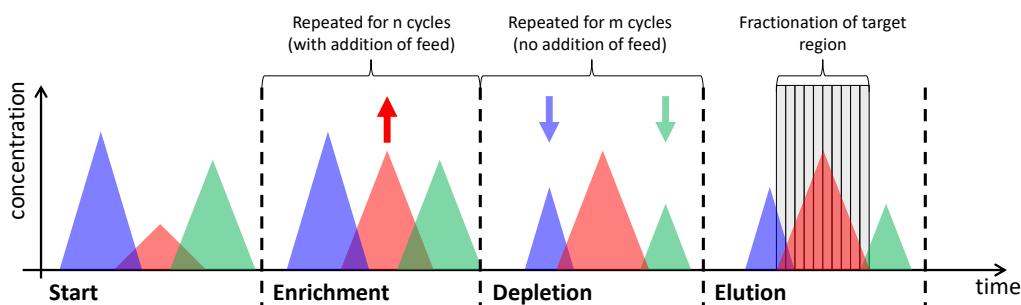 Repeated for n cycles
(with addition of feed)
Repeated for m cycles
(no addition of feed)
Fractionation of target
region
concentration
Start
Enrichment
Depletion
Elution
time